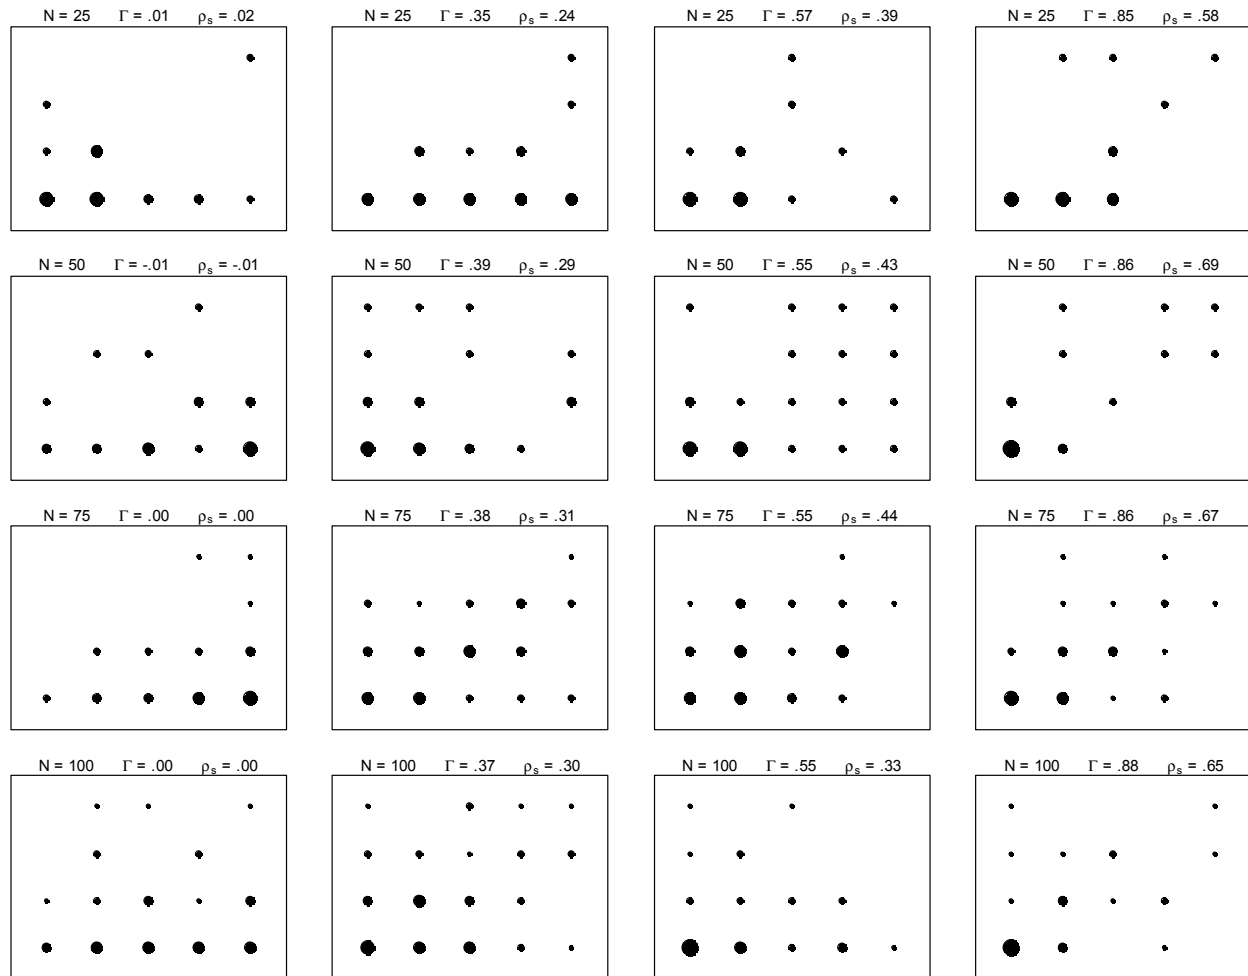 N = 25 Γ = .01 ρs = .02
N = 25 Γ = .35 ρs = .24
N = 25 Γ = .57 ρs = .39
N = 25 Γ = .85 ρs = .58
N = 50 Γ = -.01 ρs = -.01
N = 50 Γ = .39 ρs = .29
N = 50 Γ = .55 ρs = .43
N = 50 Γ = .86 ρs = .69
N = 75 Γ = .00 ρs = .00
N = 75 Γ = .38 ρs = .31
N = 75 Γ = .55 ρs = .44
N = 75 Γ = .86 ρs = .67
N = 100 Γ = .00 ρs = .00
N = 100 Γ = .37 ρs = .30
N = 100 Γ = .55 ρs = .33
N = 100 Γ = .88 ρs = .65